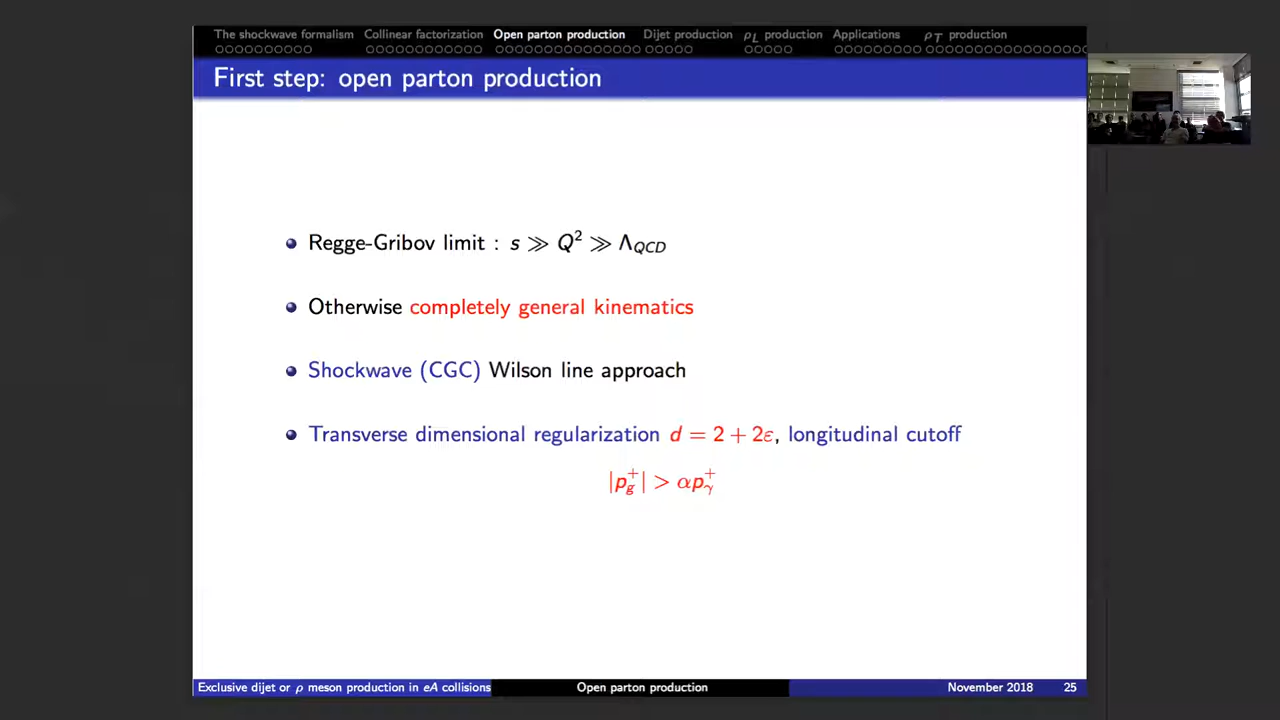 The shockwave formalism Collinear factorization Open parton production Dijet production ρL production Applications ρT production
First step: open parton production
Regge-Gribov limit : s ≫ Q² ≫ ΛQCD
Otherwise completely general kinematics
Shockwave (CGC) Wilson line approach
Transverse dimensional regularization d = 2 + 2ε, longitudinal cutoff
|p_g^+| > αp_γ^+
Exclusive dijet or ρ meson production in eA collisions Open parton production November 2018 25